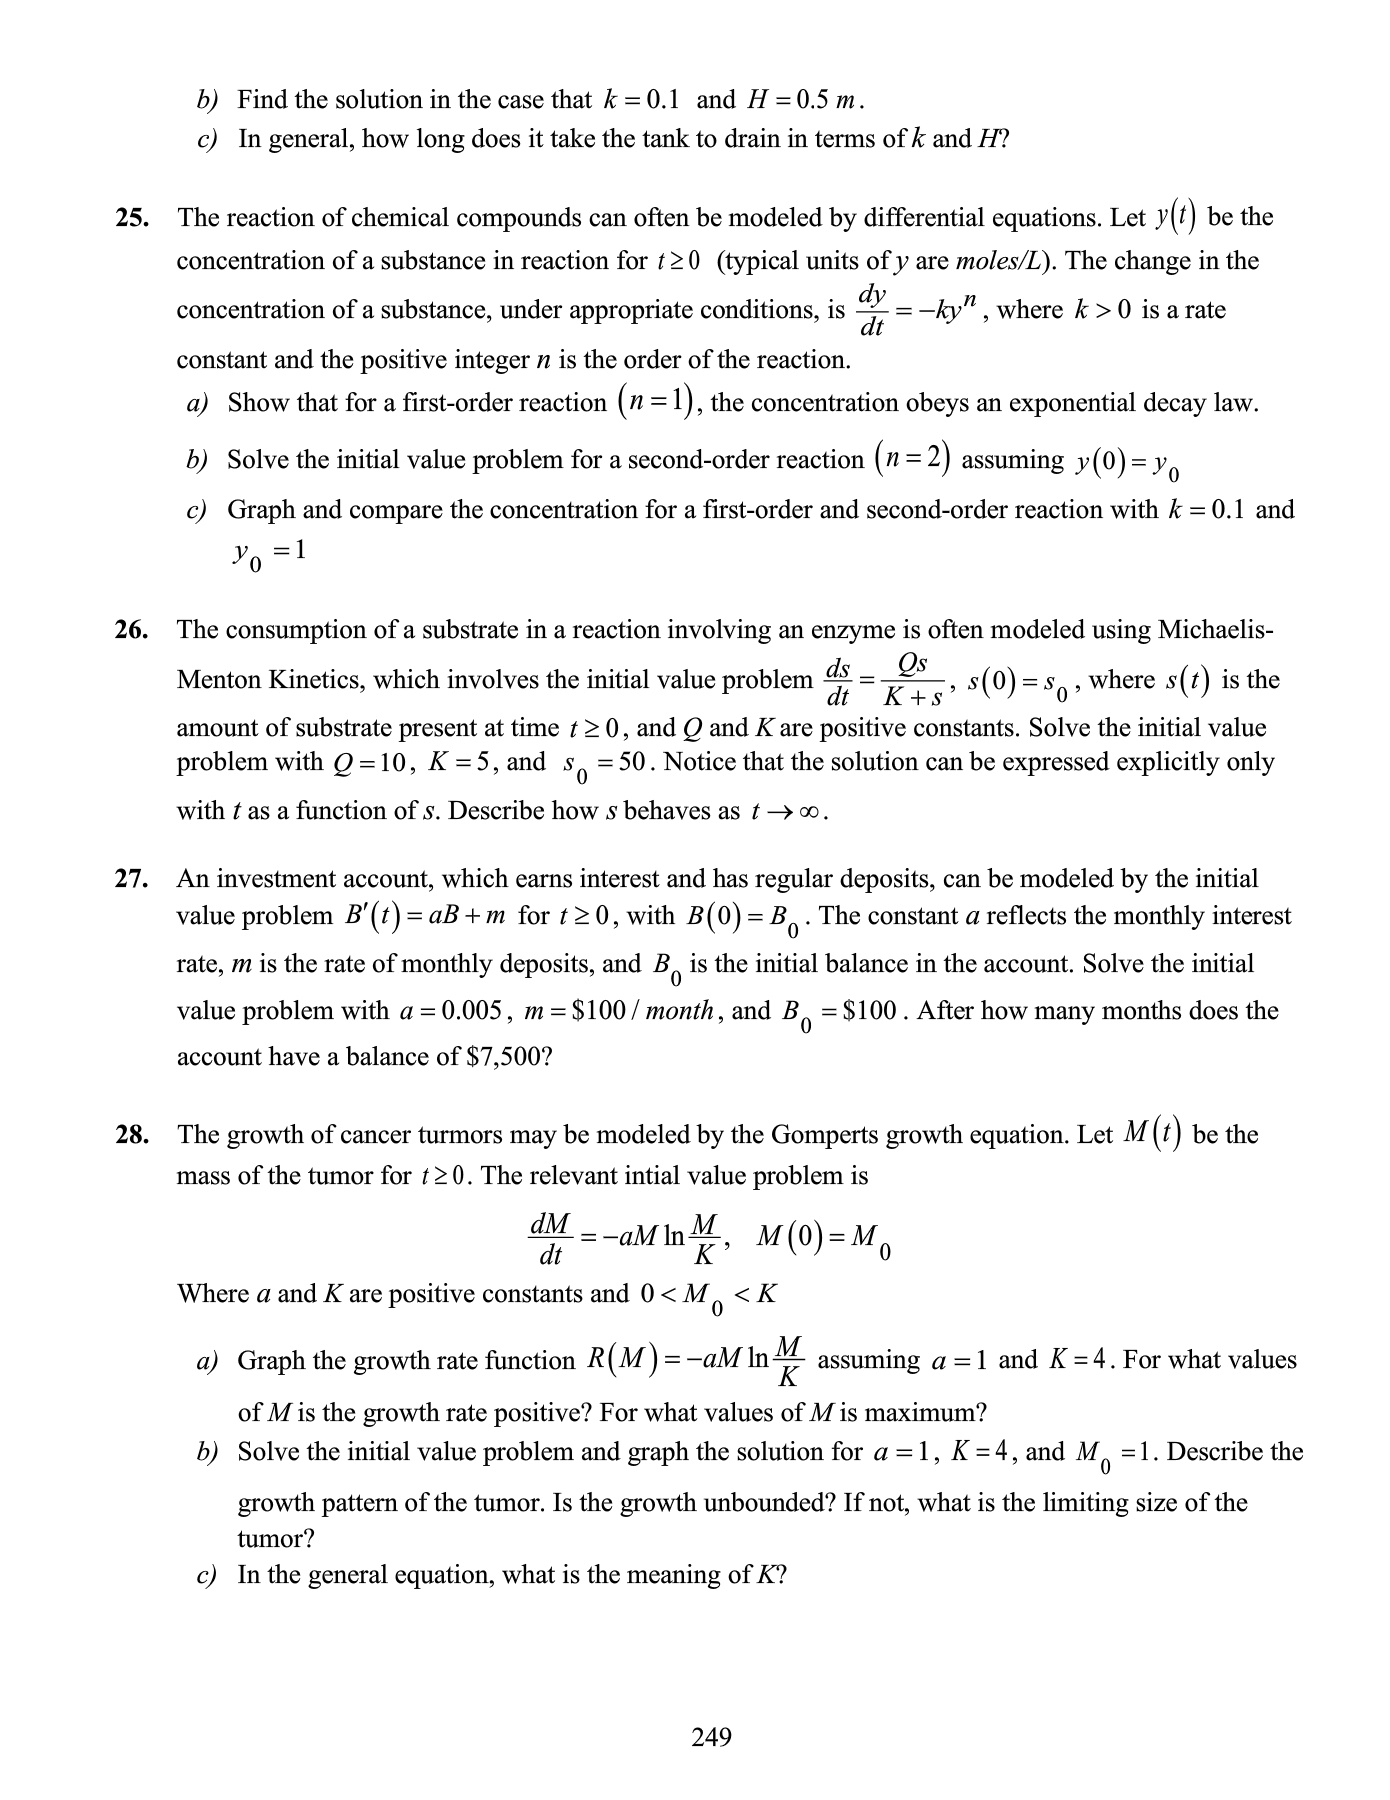 b) Find the solution in the case that k = 0.1 and H = 0.5 m.
c) In general, how long does it take the tank to drain in terms of k and H?
25. The reaction of chemical compounds can often be modeled by differential equations. Let y(t) be the
concentration of a substance in reaction for t ≥ 0 (typical units of y are moles/L). The change in the
concentration of a substance, under appropriate conditions, is dy/dt = −ky^n, where k > 0 is a rate
constant and the positive integer n is the order of the reaction.
a) Show that for a first-order reaction (n = 1), the concentration obeys an exponential decay law.
b) Solve the initial value problem for a second-order reaction (n = 2) assuming y(0) = y_0
c) Graph and compare the concentration for a first-order and second-order reaction with k = 0.1 and
y_0 = 1
26. The consumption of a substrate in a reaction involving an enzyme is often modeled using Michaelis-
Menton Kinetics, which involves the initial value problem ds/dt = Qs/(K + s), s(0) = s_0, where s(t) is the
amount of substrate present at time t ≥ 0, and Q and K are positive constants. Solve the initial value
problem with Q = 10, K = 5, and s_0 = 50. Notice that the solution can be expressed explicitly only
with t as a function of s. Describe how s behaves as t → ∞.
27. An investment account, which earns interest and has regular deposits, can be modeled by the initial
value problem B′(t) = aB + m for t ≥ 0, with B(0) = B_0. The constant a reflects the monthly interest
rate, m is the rate of monthly deposits, and B_0 is the initial balance in the account. Solve the initial
value problem with a = 0.005, m = $100 / month, and B_0 = $100. After how many months does the
account have a balance of $7,500?
28. The growth of cancer turmors may be modeled by the Gomperts growth equation. Let M(t) be the
mass of the tumor for t ≥ 0. The relevant intial value problem is
dM/dt = −aM ln M/K, M(0) = M_0
Where a and K are positive constants and 0 < M_0 < K
a) Graph the growth rate function R(M) = −aM ln M/K assuming a = 1 and K = 4. For what values
of M is the growth rate positive? For what values of M is maximum?
b) Solve the initial value problem and graph the solution for a = 1, K = 4, and M_0 = 1. Describe the
growth pattern of the tumor. Is the growth unbounded? If not, what is the limiting size of the
tumor?
c) In the general equation, what is the meaning of K?
249